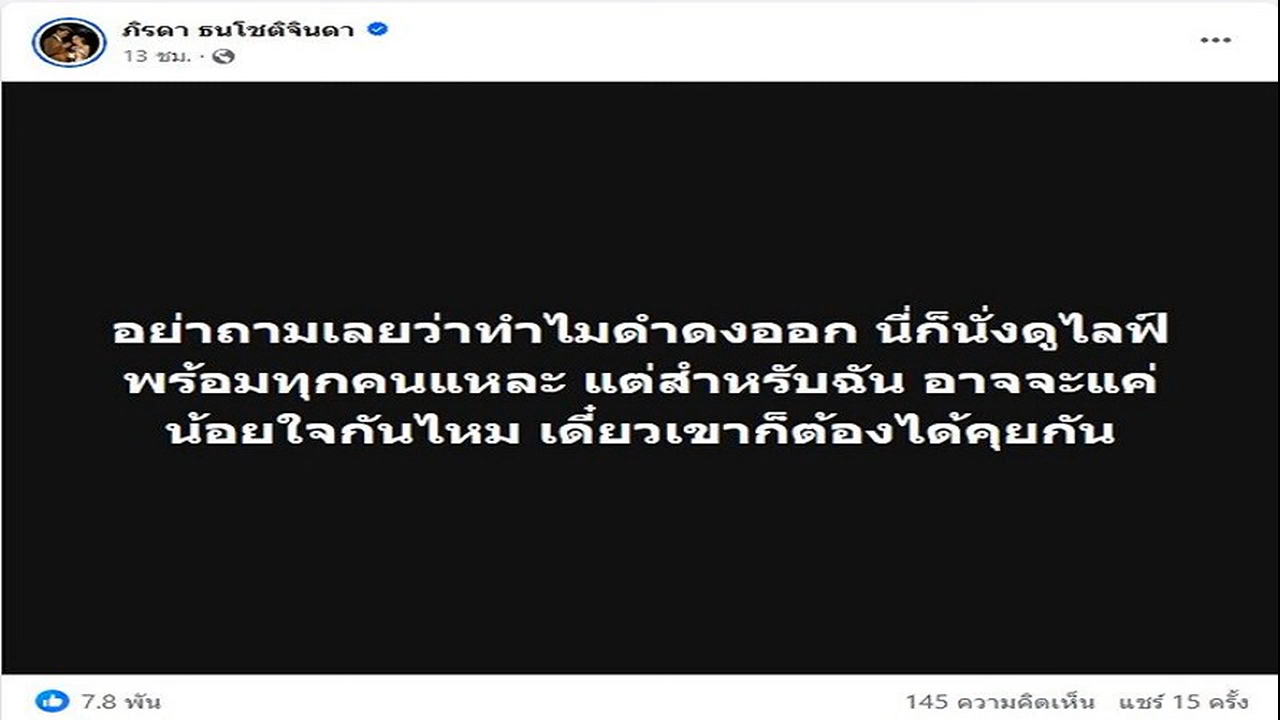 ภิรดา ธนโชติจินดา
13 ชม. ·
อย่าถามเลยว่าทำไมดำดงออก นี่ก็นั่งดูไลฟ์
พร้อมทุกคนแหละ แต่สำหรับฉัน อาจจะแค่
น้อยใจกันไหม เดี๋ยวเขาก็ต้องได้คุยกัน
7.8 พัน
145 ความคิดเห็น แชร์ 15 ครั้ง